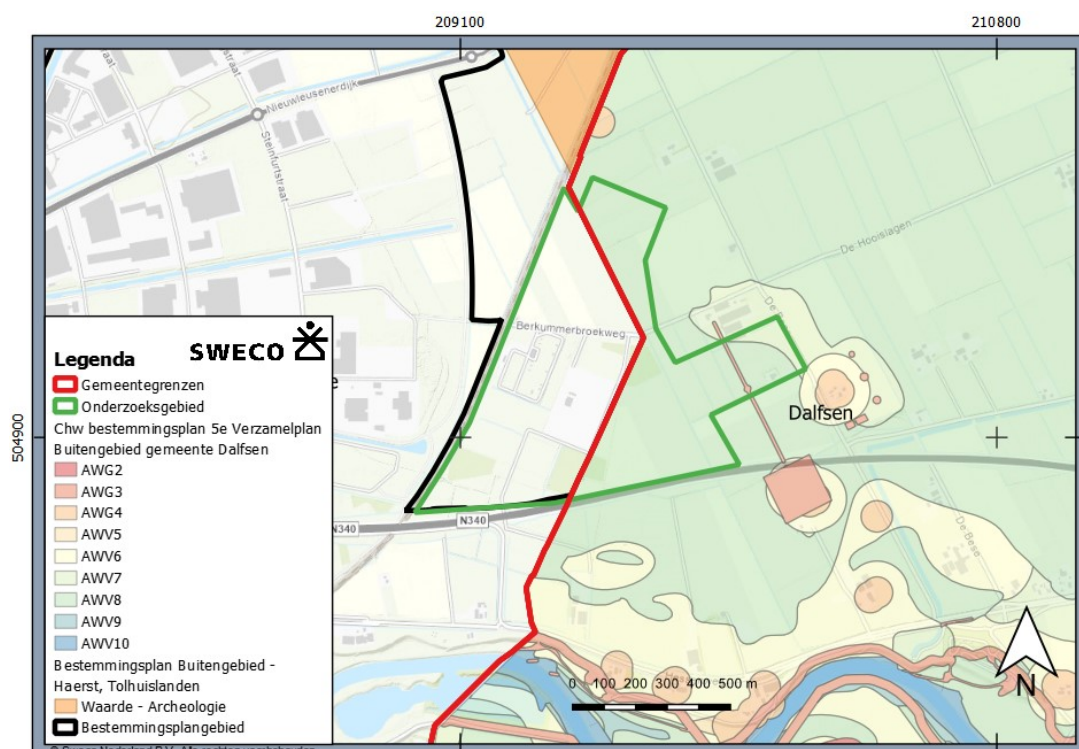 209100
210800
Nieuwleusenerdijk
Steinfurtstraat
straat
De Hooislagen
Berkummerbroekweg
Legenda
SWECO
Gemeentegrenzen
Onderzoeksgebied
Chw bestemmingsplan 5e Verzamelplan
Buitengebied gemeente Dalfsen
AWG2
AWG3
AWG4
AWV5
AWV6
AWV7
AWV8
AWV9
AWV10
Bestemmingsplan Buitengebied -
Haerst, Tolhuislanden
Waarde - Archeologie
Bestemmingsplangebied
504900
Dalfsen
N340
N340
De Bese
0 100 200 300 400 500 m
N